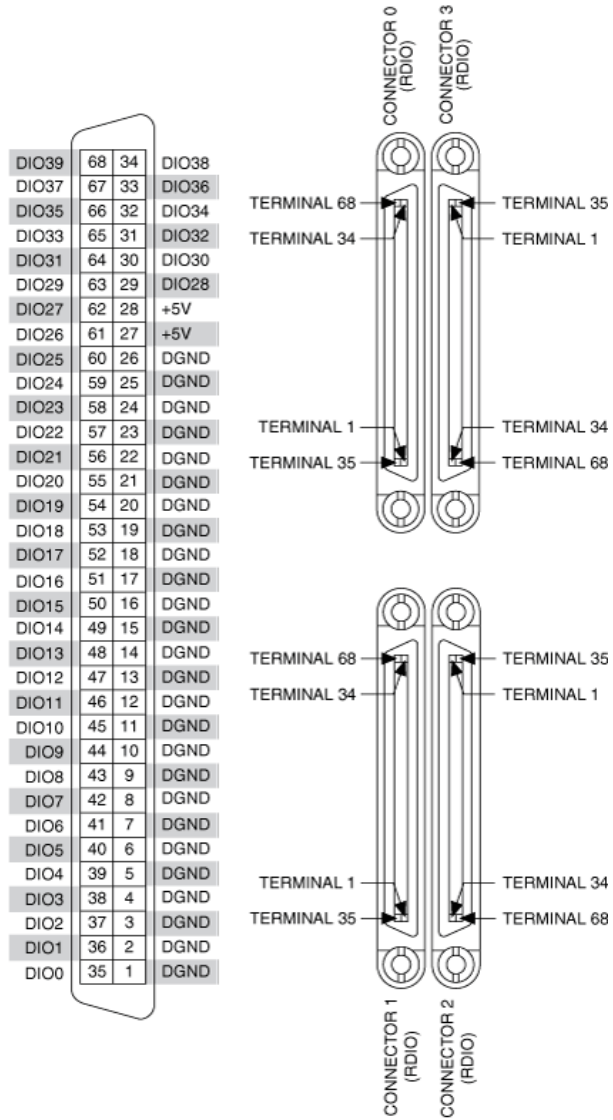 CONNECTOR 0
(RDIO)
CONNECTOR 3
(RDIO)
DIO39 68 34 DIO38
DIO37 67 33 DIO36
DIO35 66 32 DIO34
DIO33 65 31 DIO32
DIO31 64 30 DIO30
DIO29 63 29 DIO28
DIO27 62 28 +5V
DIO26 61 27 +5V
DIO25 60 26 DGND
DIO24 59 25 DGND
DIO23 58 24 DGND
DIO22 57 23 DGND
DIO21 56 22 DGND
DIO20 55 21 DGND
DIO19 54 20 DGND
DIO18 53 19 DGND
DIO17 52 18 DGND
DIO16 51 17 DGND
DIO15 50 16 DGND
DIO14 49 15 DGND
DIO13 48 14 DGND
DIO12 47 13 DGND
DIO11 46 12 DGND
DIO10 45 11 DGND
DIO9 44 10 DGND
DIO8 43 9 DGND
DIO7 42 8 DGND
DIO6 41 7 DGND
DIO5 40 6 DGND
DIO4 39 5 DGND
DIO3 38 4 DGND
DIO2 37 3 DGND
DIO1 36 2 DGND
DIO0 35 1 DGND
TERMINAL 68
TERMINAL 35
TERMINAL 34
TERMINAL 1
TERMINAL 1
TERMINAL 34
TERMINAL 35
TERMINAL 68
TERMINAL 68
TERMINAL 35
TERMINAL 34
TERMINAL 1
TERMINAL 1
TERMINAL 34
TERMINAL 35
TERMINAL 68
CONNECTOR 1
(RDIO)
CONNECTOR 2
(RDIO)